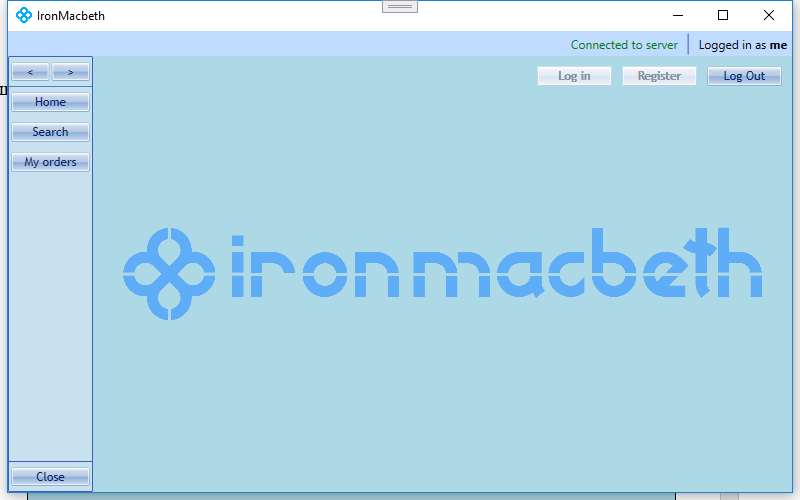 IronMacbeth
Connected to server
Logged in as me
< >
Log in
Register
Log Out
Home
Search
My orders
ironmacbeth
Close